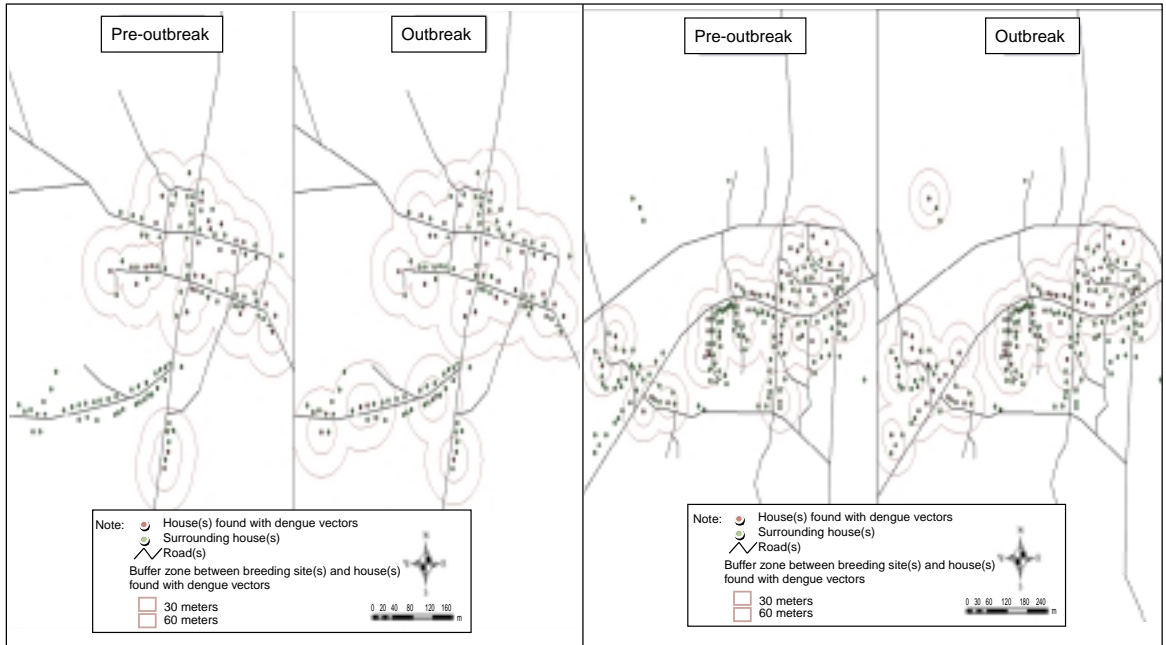 Pre-outbreak
Outbreak
Note:
House(s) found with dengue vectors
Surrounding house(s)
Road(s)
Buffer zone between breeding site(s) and house(s)
found with dengue vectors
30 meters
60 meters
0 20 40 80 120 160
m
Pre-outbreak
Outbreak
Note:
House(s) found with dengue vectors
Surrounding house(s)
Road(s)
Buffer zone between breeding site(s) and house(s)
found with dengue vectors
30 meters
60 meters
0 30 60 120 180 240
m